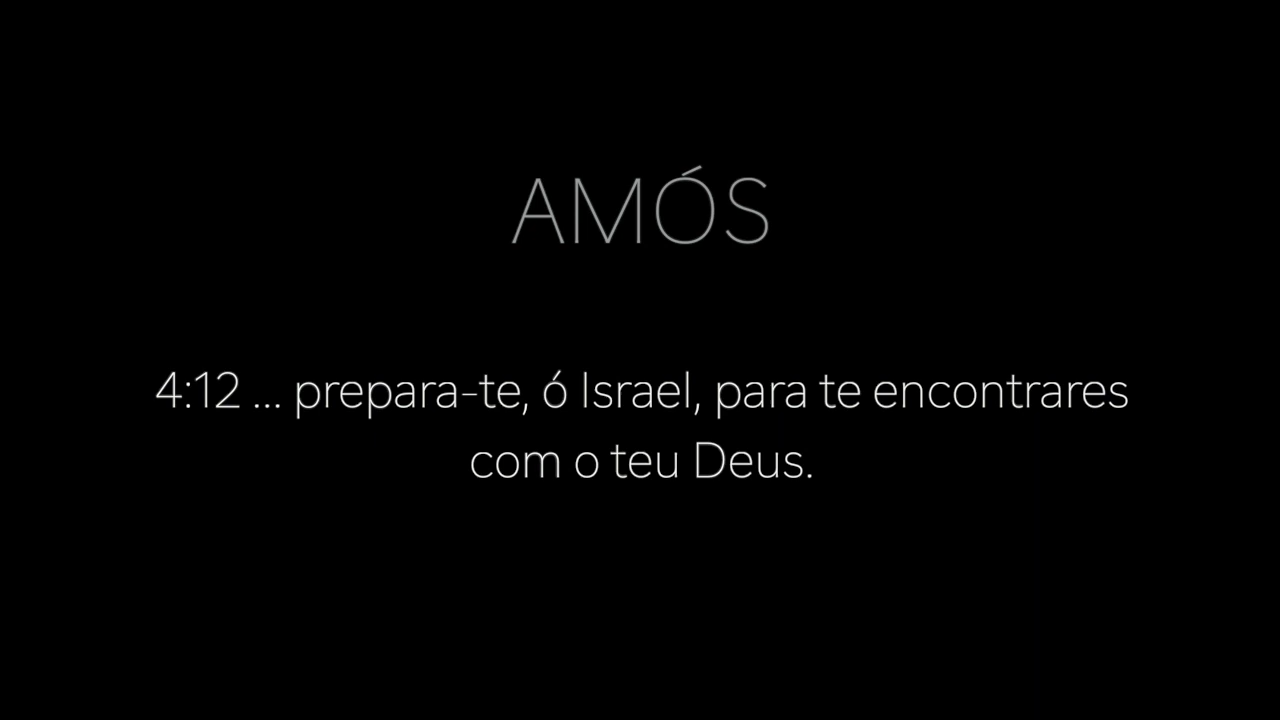 AMÓS
4:12 ... prepara-te, ó Israel, para te encontrares
com o teu Deus.